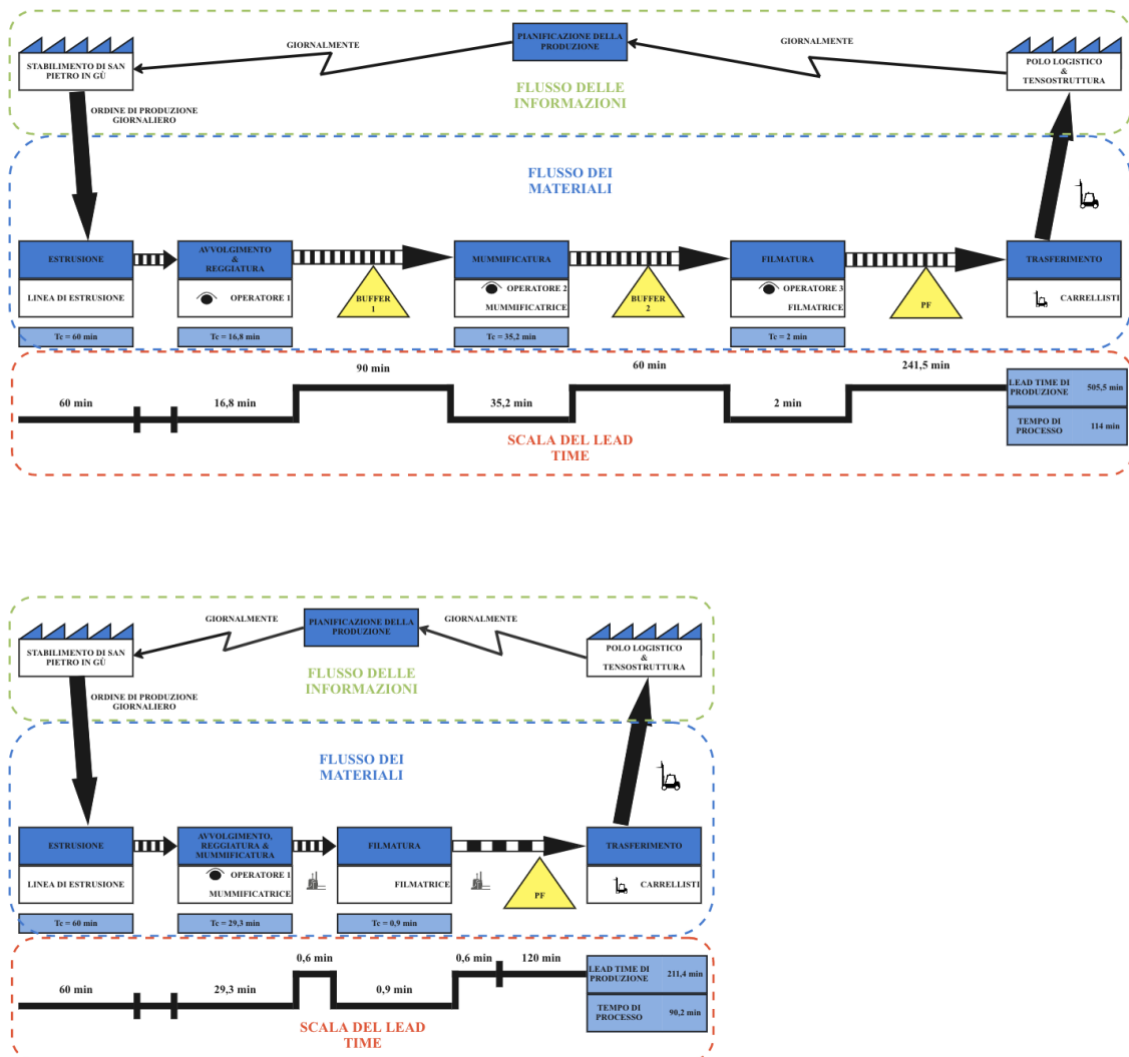 PIANIFICAZIONE DELLA
PRODUZIONE
GIORNALMENTE
GIORNALMENTE
STABILIMENTO DI SAN
PIETRO IN GÙ
POLO LOGISTICO
&
TENSOSTRUTTURA
FLUSSO DELLE
INFORMAZIONI
ORDINE DI PRODUZIONE
GIORNALIERO
FLUSSO DEI
MATERIALI
ESTRUSIONE
LINEA DI ESTRUSIONE
Tc = 60 min
AVVOLGIMENTO
&
REGGIATURA
OPERATORE 1
Tc = 16,8 min
BUFFER
1
MUMMIFICATURA
OPERATORE 2
MUMMIFICATRICE
Tc = 35,2 min
BUFFER
2
FILMATURA
OPERATORE 3
FILMATRICE
Tc = 2 min
PF
TRASFERIMENTO
CARRELLISTI
60 min
16,8 min
90 min
35,2 min
60 min
2 min
241,5 min
LEAD TIME DI
PRODUZIONE
505,5 min
TEMPO DI
PROCESSO
114 min
SCALA DEL LEAD
TIME
PIANIFICAZIONE DELLA
PRODUZIONE
GIORNALMENTE
GIORNALMENTE
STABILIMENTO DI SAN
PIETRO IN GÙ
POLO LOGISTICO
&
TENSOSTRUTTURA
FLUSSO DELLE
INFORMAZIONI
ORDINE DI PRODUZIONE
GIORNALIERO
FLUSSO DEI
MATERIALI
ESTRUSIONE
LINEA DI ESTRUSIONE
Tc = 60 min
AVVOLGIMENTO,
REGGIATURA &
MUMMIFICATURA
OPERATORE 1
MUMMIFICATRICE
Tc = 29,3 min
FILMATURA
FILMATRICE
Tc = 0,9 min
PF
TRASFERIMENTO
CARRELLISTI
60 min
29,3 min
0,6 min
0,9 min
0,6 min
120 min
LEAD TIME DI
PRODUZIONE
211,4 min
TEMPO DI
PROCESSO
90,2 min
SCALA DEL LEAD
TIME